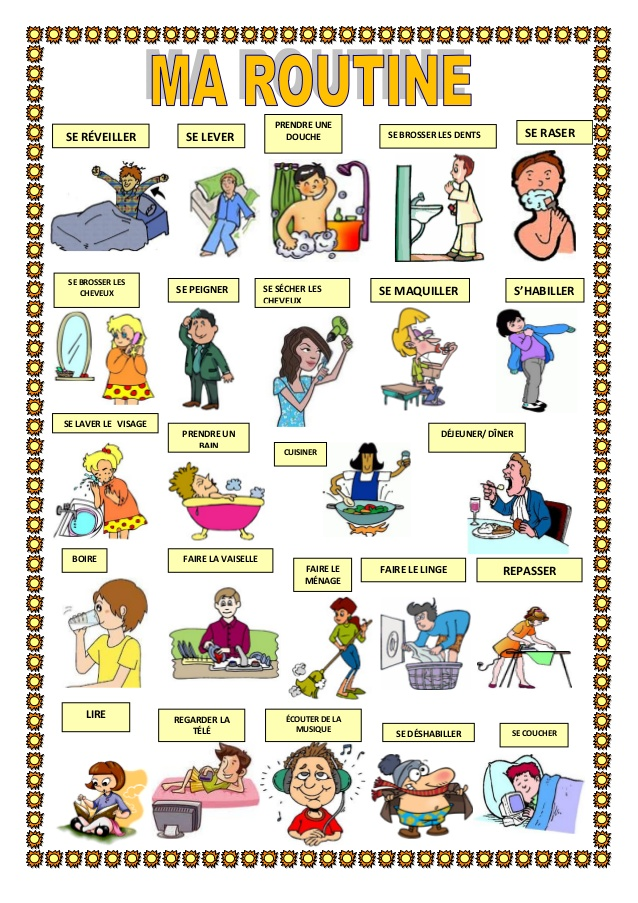 MA ROUTINE
SE RÉVEILLER
SE LEVER
PRENDRE UNE
DOUCHE
SE BROSSER LES DENTS
SE RASER
SE BROSSER LES
CHEVEUX
SE PEIGNER
SE SÉCHER LES
CHEVEUX
SE MAQUILLER
S'HABILLER
SE LAVER LE VISAGE
PRENDRE UN
BAIN
CUISINER
DÉJEUNER/ DÎNER
BOIRE
FAIRE LA VAISELLE
FAIRE LE
MÉNAGE
FAIRE LE LINGE
REPASSER
LIRE
REGARDER LA
TÉLÉ
ÉCOUTER DE LA
MUSIQUE
SE DÉSHABILLER
SE COUCHER